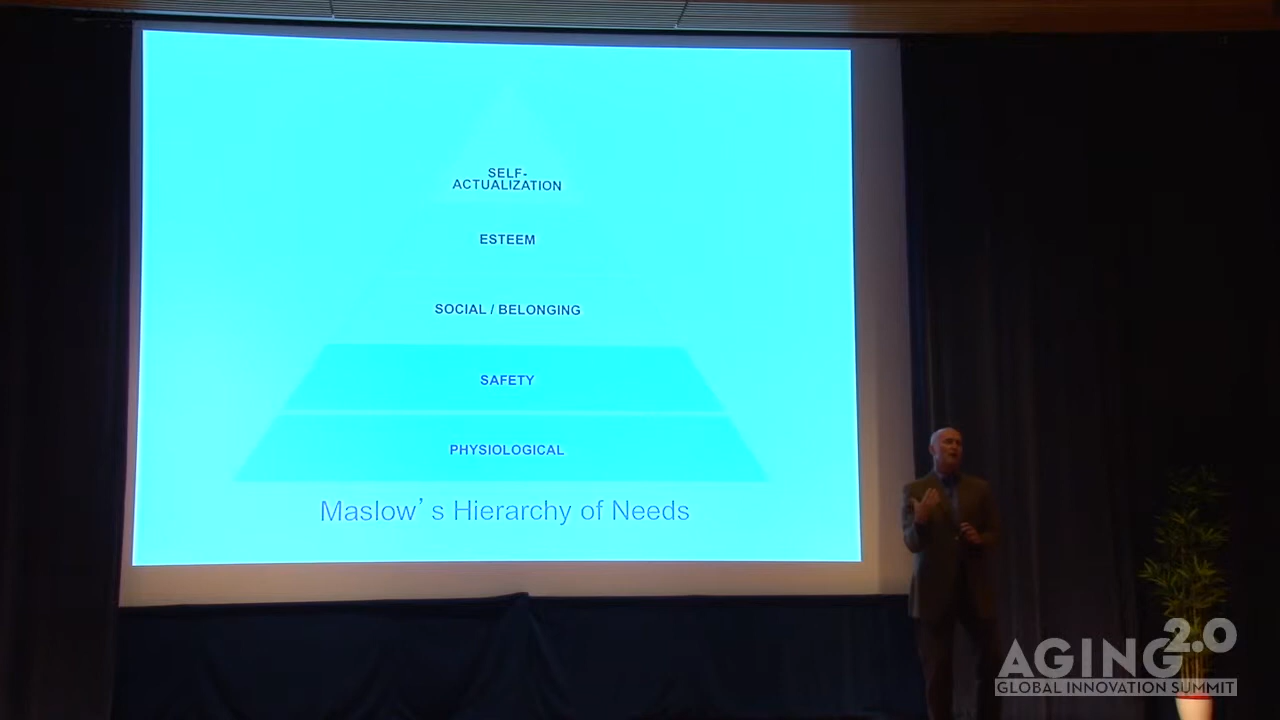 SELF-
ACTUALIZATION
ESTEEM
SOCIAL / BELONGING
SAFETY
PHYSIOLOGICAL
Maslow’s Hierarchy of Needs
AGING2.0
GLOBAL INNOVATION SUMMIT